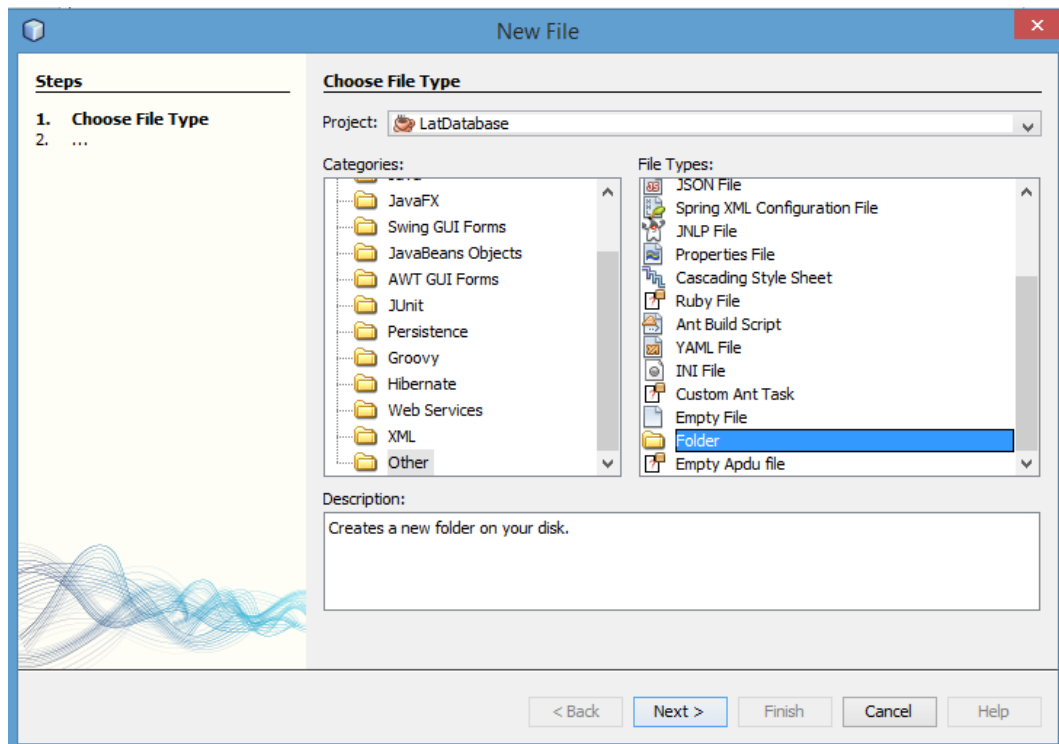 New File
Steps
1. Choose File Type
2. ...
Choose File Type
Project: LatDatabase
Categories:
JavaFX
Swing GUI Forms
JavaBeans Objects
AWT GUI Forms
JUnit
Persistence
Groovy
Hibernate
Web Services
XML
Other
File Types:
JSON File
Spring XML Configuration File
JNLP File
Properties File
Cascading Style Sheet
Ruby File
Ant Build Script
YAML File
INI File
Custom Ant Task
Empty File
Folder
Empty Apdu file
Description:
Creates a new folder on your disk.
< Back
Next >
Finish
Cancel
Help